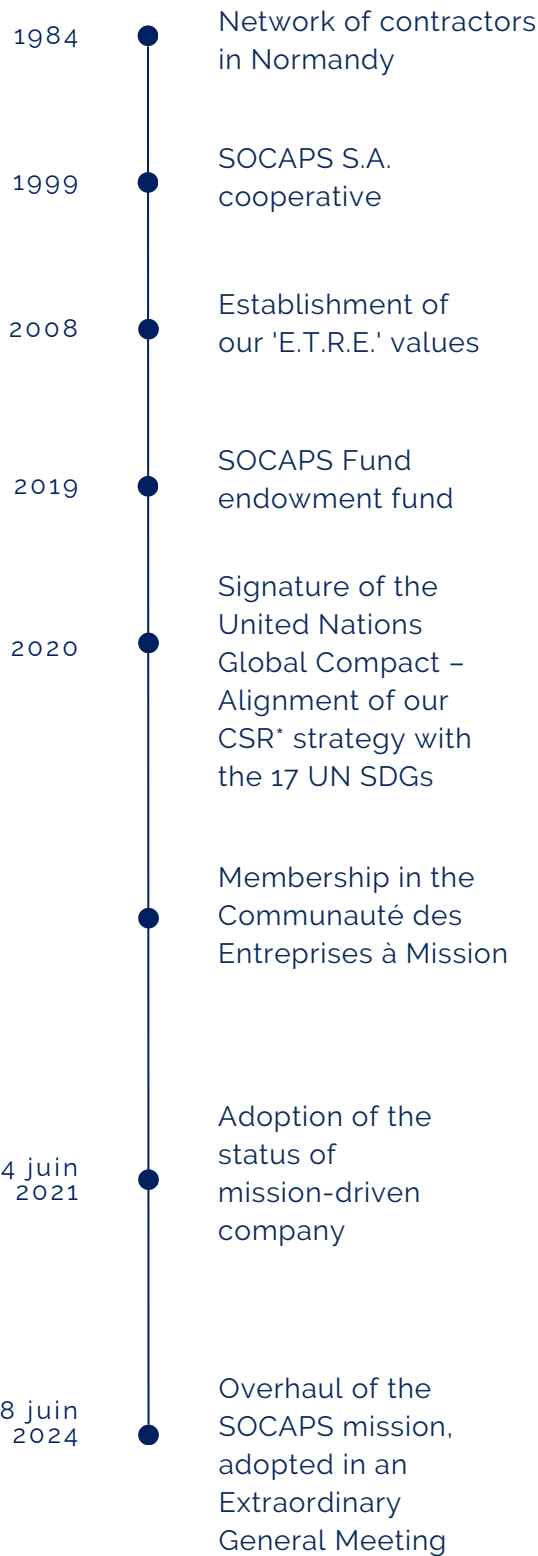 1984
Network of contractors
in Normandy
1999
SOCAPS S.A.
cooperative
2008
Establishment of
our 'E.T.R.E.' values
2019
SOCAPS Fund
endowment fund
2020
Signature of the
United Nations
Global Compact –
Alignment of our
CSR* strategy with
the 17 UN SDGs
Membership in the
Communauté des
Entreprises à Mission
4 juin
2021
Adoption of the
status of
mission-driven
company
8 juin
2024
Overhaul of the
SOCAPS mission,
adopted in an
Extraordinary
General Meeting